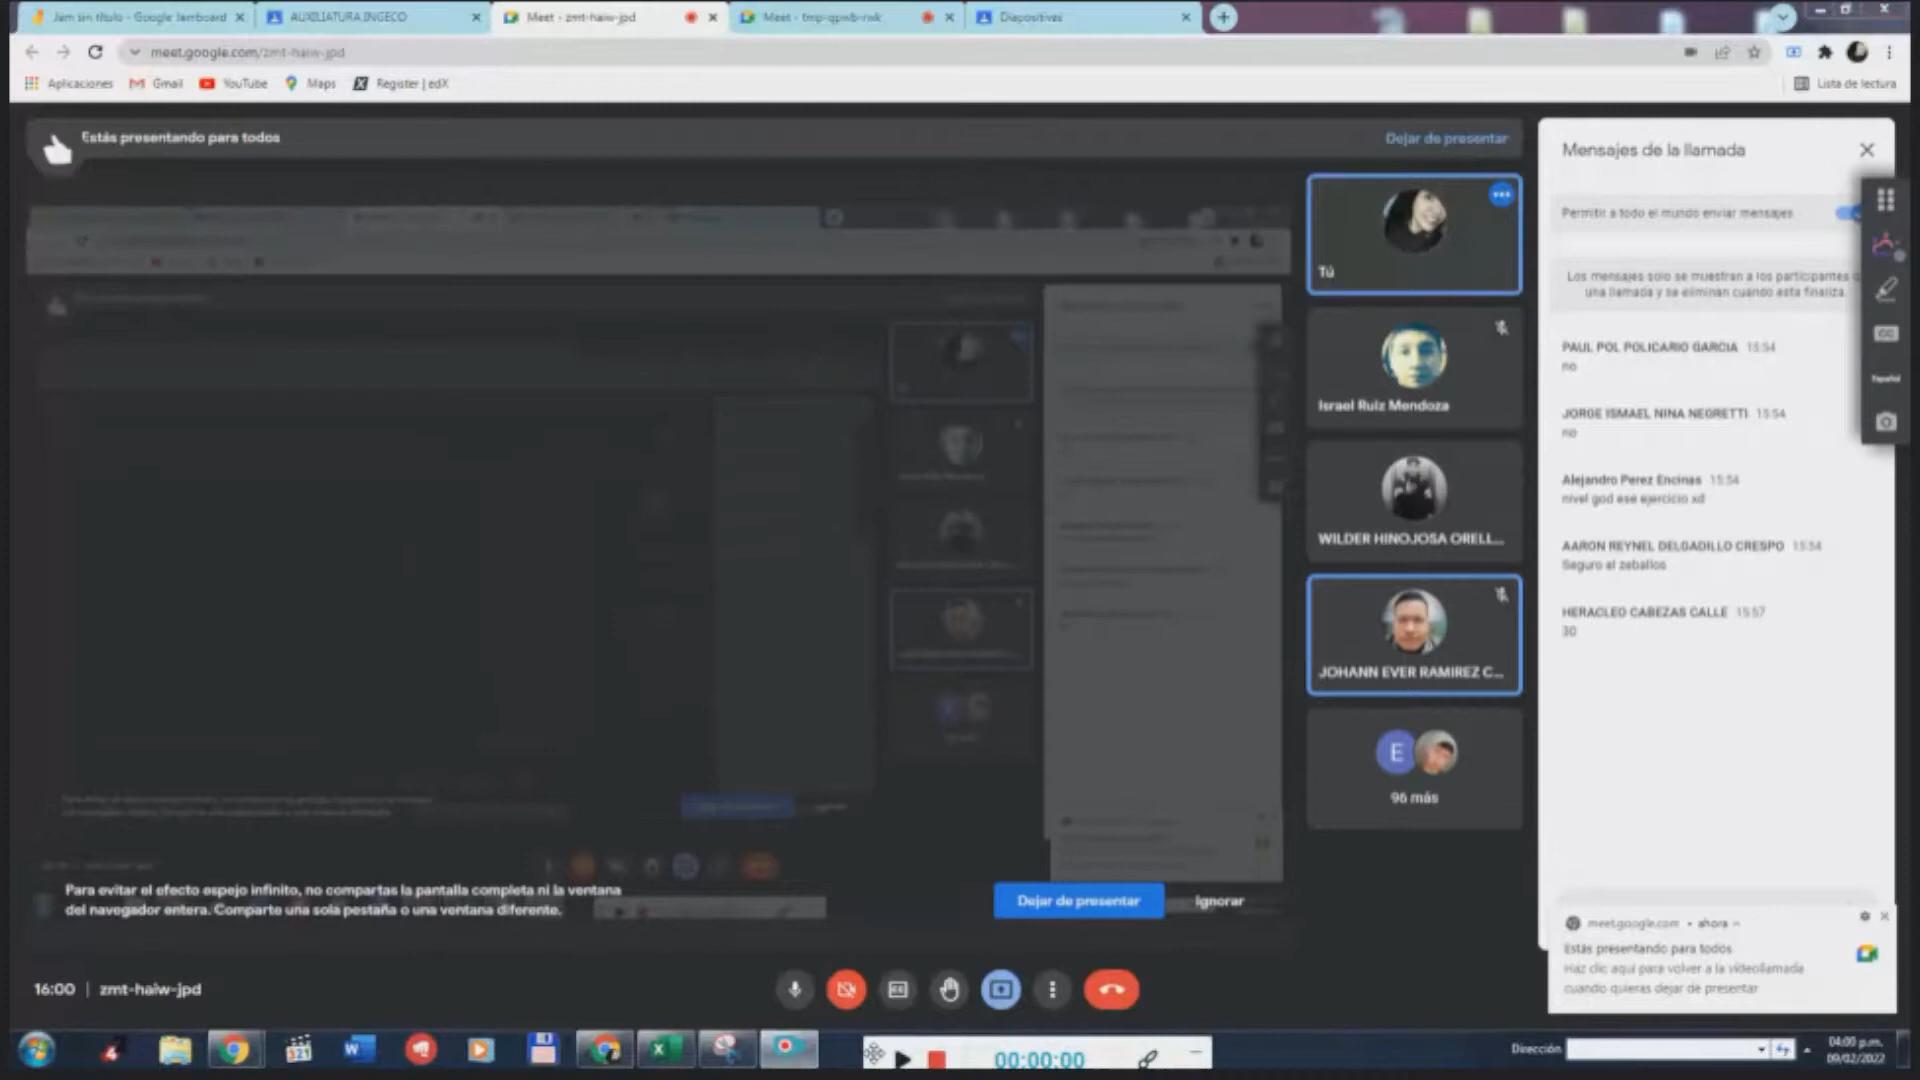 Jam sin título - Google Jamboard
AUXILIATURA.INGECO
Meet - zmt-haiw-jpd
Meet - tmp-qpwb-rwk
Diapositivas
meet.google.com/zmt-haiw-jpd
Aplicaciones
Gmail
YouTube
Maps
Register | edX
Lista de lectura
Estás presentando para todos
Dejar de presentar
Tú
Israel Ruiz Mendoza
WILDER HINOJOSA ORELL...
JOHANN EVER RAMIREZ C...
E
96 más
Mensajes de la llamada
Permitir a todo el mundo enviar mensajes
Los mensajes solo se muestran a los participantes
una llamada y se eliminan cuando esta finaliza.
PAUL POL POLICARIO GARCIA 15:54
no
JORGE ISMAEL NINA NEGRETTI 15:54
no
Alejandro Perez Encinas 15:54
nivel god ese ejercicio xd
AARON REYNEL DELGADILLO CRESPO 15:54
Seguro el zeballos
HERACLEO CABEZAS CALLE 15:57
30
CC
Español
Para evitar el efecto espejo infinito, no compartas la pantalla completa ni la ventana
del navegador entera. Comparte una sola pestaña o una ventana diferente.
Dejar de presentar
Ignorar
meet.google.com • ahora
Estás presentando para todos
Haz clic aquí para volver a la videollamada
cuando quieras dejar de presentar
16:00 | zmt-haiw-jpd
00:00:00
Dirección
04:00 p.m.
09/02/2022